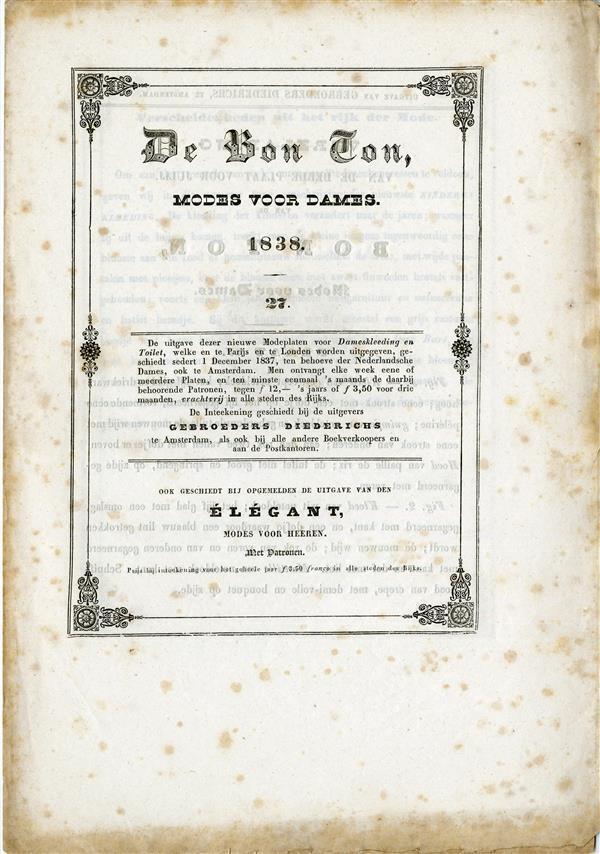 De Bon Ton,
MODES VOOR DAMES.
1838.
27.
De uitgave dezer nieuwe Modeplaten voor Dameskleeding en
Toilet, welke en te Parijs en te Londen worden uitgegeven, ge-
schiedt sedert 1 December 1837, ten behoeve der Nederlandsche
Dames, ook te Amsterdam. Men ontvangt elke week eene of
meerdere Platen, en ten minste eenmaal 's maands de daarbij
behoorende Patronen, tegen f 12,— 's jaars of f 3,50 voor drie
maanden, vrachtvrij in alle steden des Rijks.
De Inteekening geschiedt bij de uitgevers
GEBROEDERS DIEDERICHS
te Amsterdam, als ook bij alle andere Boekverkoopers en
aan de Postkantoren.
OOK GESCHIEDT BIJ OPGEMELDEN DE UITGAVE VAN DEN
ÉLÉGANT,
MODES VOOR HEEREN.
Met Patronen.
Prijs bij inteekening voor het geheele jaar f 3,50 franco in alle steden des Rijks.